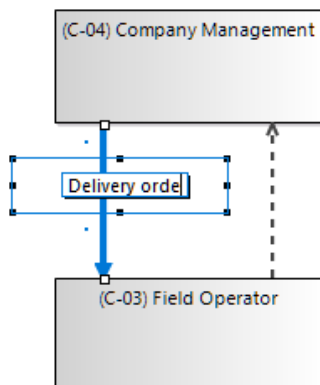 (C-04) Company Management
Delivery orde
(C-03) Field Operator